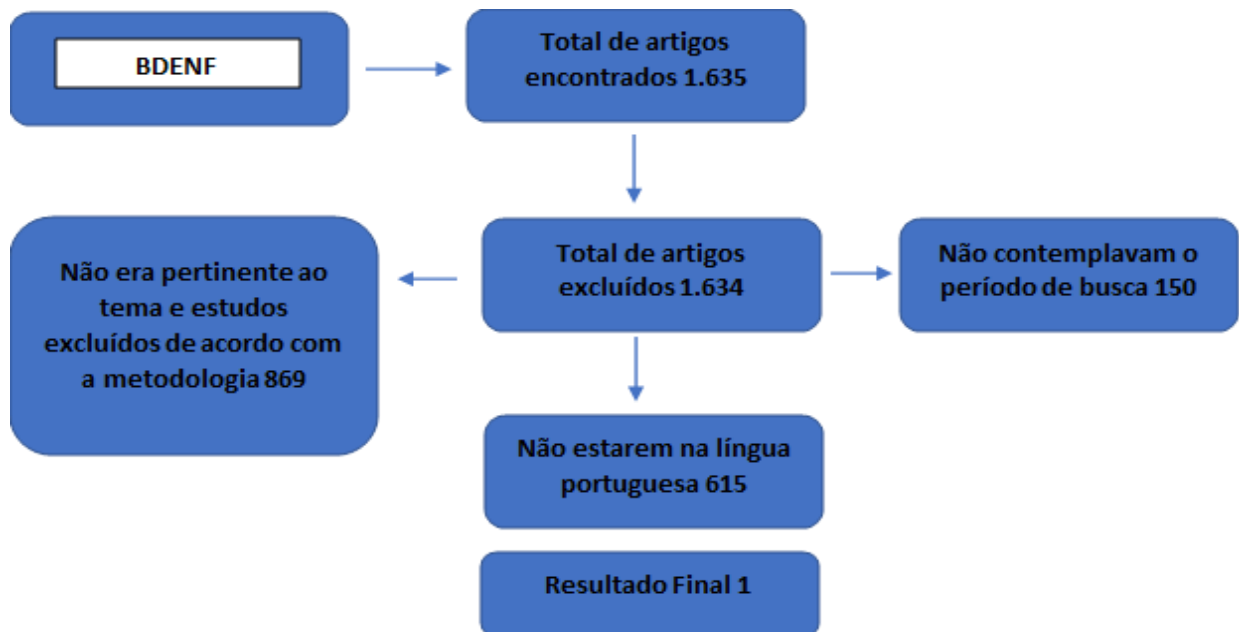 BDENF
Total de artigos
encontrados 1.635
Não era pertinente ao
tema e estudos
excluídos de acordo com
a metodologia 869
Total de artigos
excluídos 1.634
Não contemplavam o
período de busca 150
Não estarem na língua
portuguesa 615
Resultado Final 1